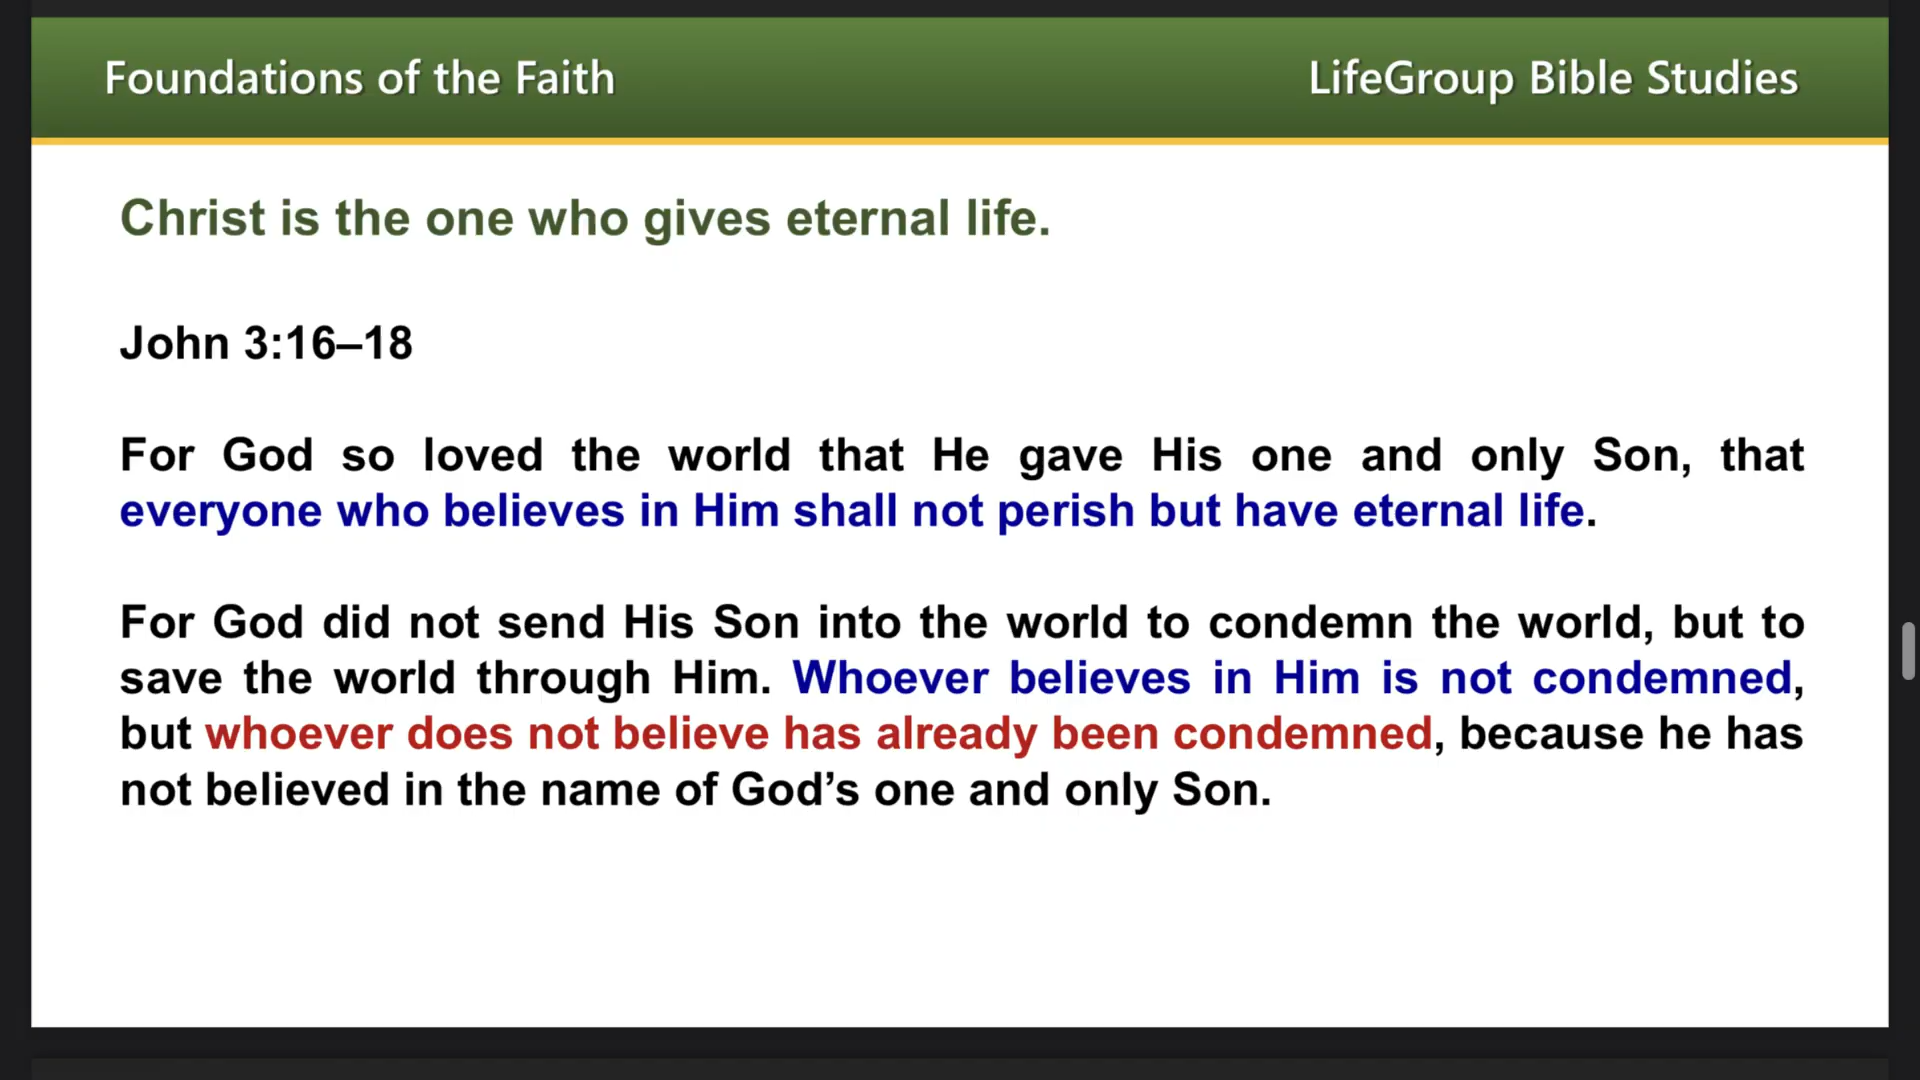 Foundations of the Faith
LifeGroup Bible Studies
Christ is the one who gives eternal life.
John 3:16–18
For God so loved the world that He gave His one and only Son, that
everyone who believes in Him shall not perish but have eternal life.
For God did not send His Son into the world to condemn the world, but to
save the world through Him. Whoever believes in Him is not condemned,
but whoever does not believe has already been condemned, because he has
not believed in the name of God’s one and only Son.